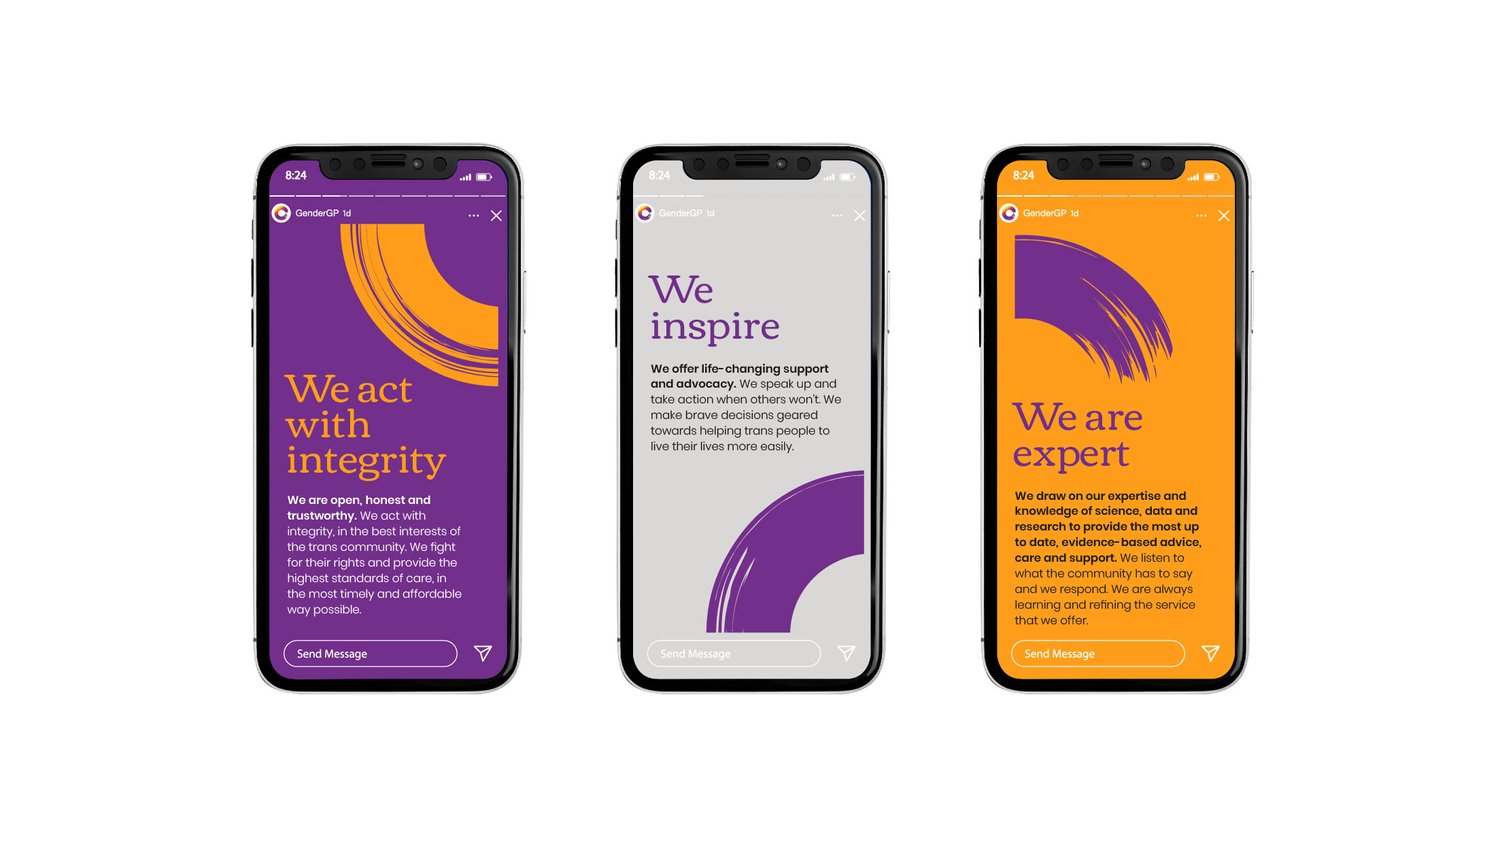 8:24
GenderGP 1d
We act
with
integrity
We are open, honest and
trustworthy. We act with
integrity, in the best interests of
the trans community. We fight
for their rights and provide the
highest standards of care, in
the most timely and affordable
way possible.
Send Message
8:24
GenderGP 1d
We
inspire
We offer life-changing support
and advocacy. We speak up and
take action when others won't. We
make brave decisions geared
towards helping trans people to
live their lives more easily.
Send Message
8:24
GenderGP 1d
We are
expert
We draw on our expertise and
knowledge of science, data and
research to provide the most up
to date, evidence-based advice,
care and support. We listen to
what the community has to say
and we respond. We are always
learning and refining the service
that we offer.
Send Message